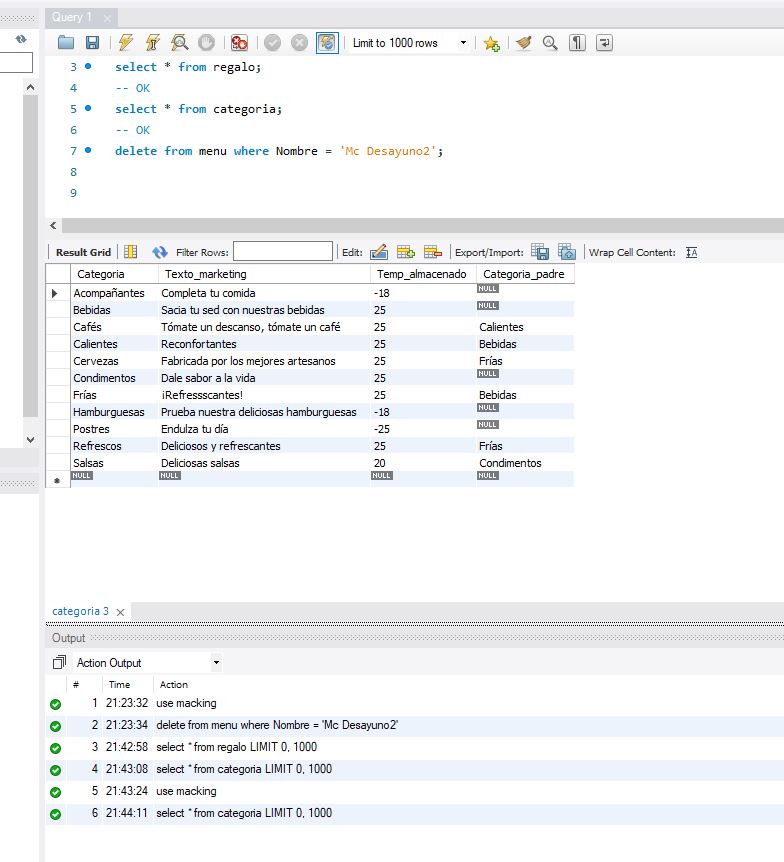 Query 1
Limit to 1000 rows
3 select * from regalo;
4 -- OK
5 select * from categoria;
6 -- OK
7 delete from menu where Nombre = 'Mc Desayuno2';
8
9
Result Grid Filter Rows: Edit: Export/Import: Wrap Cell Content:
Categoria Texto_marketing Temp_almacenado Categoria_padre
Acompañantes Completa tu comida -18 NULL
Bebidas Sacia tu sed con nuestras bebidas 25 NULL
Cafés Tómate un descanso, tómate un café 25 Calientes
Calientes Reconfortantes 25 Bebidas
Cervezas Fabricada por los mejores artesanos 25 Frías
Condimentos Dale sabor a la vida 25 NULL
Frías ¡Refressscantes! 25 Bebidas
Hamburguesas Prueba nuestra deliciosas hamburguesas -18 NULL
Postres Endulza tu día -25 NULL
Refrescos Deliciosos y refrescantes 25 Frías
Salsas Deliciosas salsas 20 Condimentos
NULL NULL NULL NULL
categoria 3
Output
Action Output
# Time Action
1 21:23:32 use macking
2 21:23:34 delete from menu where Nombre = 'Mc Desayuno2'
3 21:42:58 select * from regalo LIMIT 0, 1000
4 21:43:08 select * from categoria LIMIT 0, 1000
5 21:43:24 use macking
6 21:44:11 select * from categoria LIMIT 0, 1000